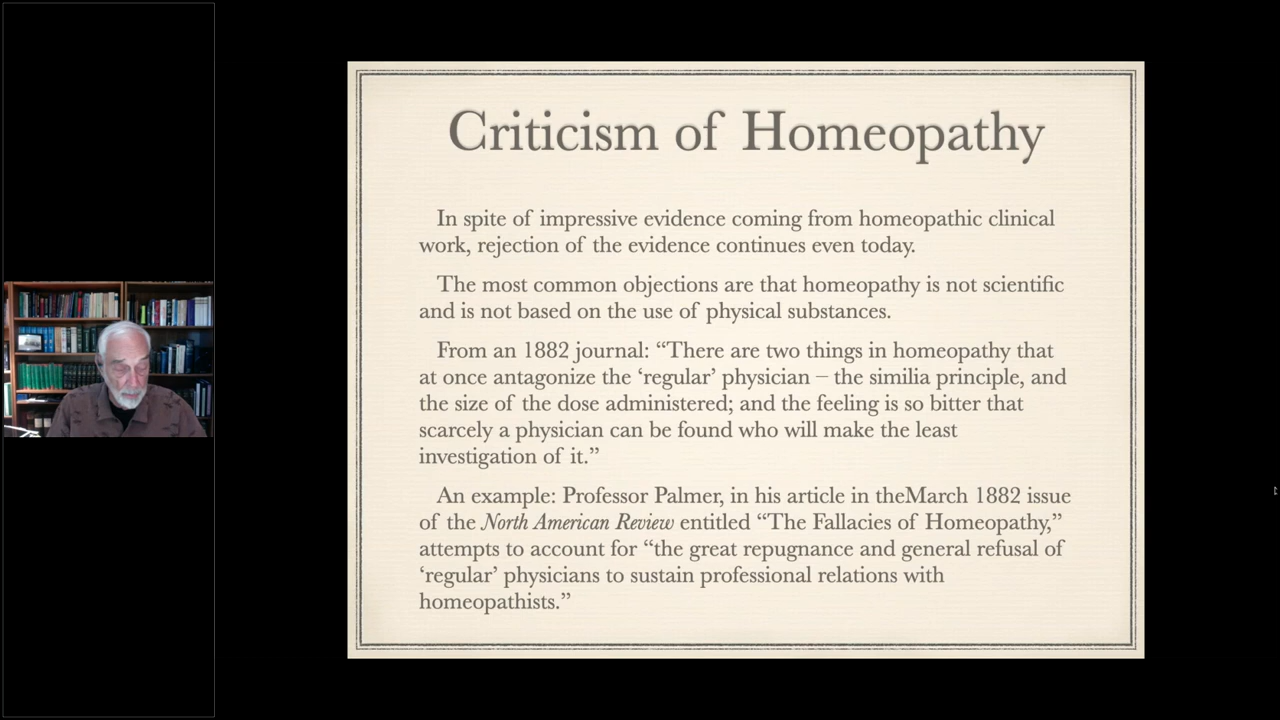 Criticism of Homeopathy
In spite of impressive evidence coming from homeopathic clinical
work, rejection of the evidence continues even today.
The most common objections are that homeopathy is not scientific
and is not based on the use of physical substances.
From an 1882 journal: “There are two things in homeopathy that
at once antagonize the ‘regular’ physician – the similia principle, and
the size of the dose administered; and the feeling is so bitter that
scarcely a physician can be found who will make the least
investigation of it.”
An example: Professor Palmer, in his article in theMarch 1882 issue
of the North American Review entitled “The Fallacies of Homeopathy,”
attempts to account for “the great repugnance and general refusal of
‘regular’ physicians to sustain professional relations with
homeopathists.”